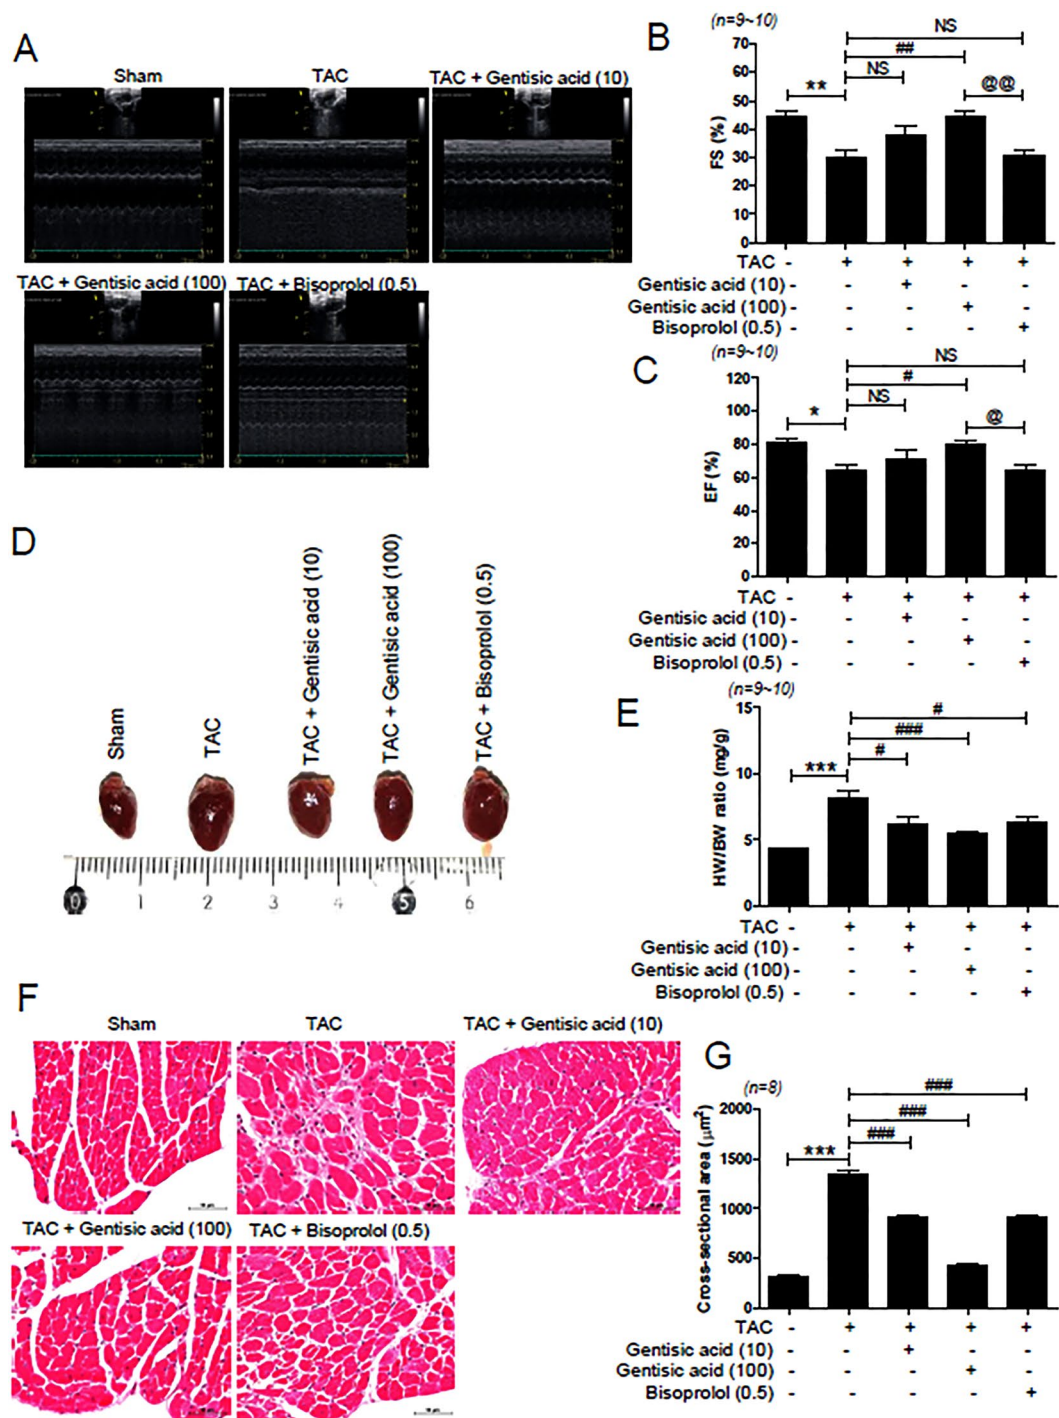 A
Sham
TAC
TAC + Gentisic acid (10)
TAC + Gentisic acid (100)
TAC + Bisoprolol (0.5)
B
(n=9~10)
NS
##
NS
**
@@
FS (%)
70
60
50
40
30
20
10
0
TAC - + + + +
Gentisic acid (10) - - + - -
Gentisic acid (100) - - - + -
Bisoprolol (0.5) - - - - +
C
(n=9~10)
NS
#
NS
*
@
EF (%)
120
100
80
60
40
20
0
TAC - + + + +
Gentisic acid (10) - - + - -
Gentisic acid (100) - - - + -
Bisoprolol (0.5) - - - - +
D
Sham
TAC
TAC + Gentisic acid (10)
TAC + Gentisic acid (100)
TAC + Bisoprolol (0.5)
0 1 2 3 4 5 6
E
(n=9~10)
#
###
#
***
HW/BW ratio (mg/g)
15
10
5
0
TAC - + + + +
Gentisic acid (10) - - + - -
Gentisic acid (100) - - - + -
Bisoprolol (0.5) - - - - +
F
Sham
TAC
TAC + Gentisic acid (10)
TAC + Gentisic acid (100)
TAC + Bisoprolol (0.5)
G
(n=8)
###
###
###
***
Cross-sectional area (μm²)
2000
1500
1000
500
0
TAC - + + + +
Gentisic acid (10) - - + - -
Gentisic acid (100) - - - + -
Bisoprolol (0.5) - - - - +